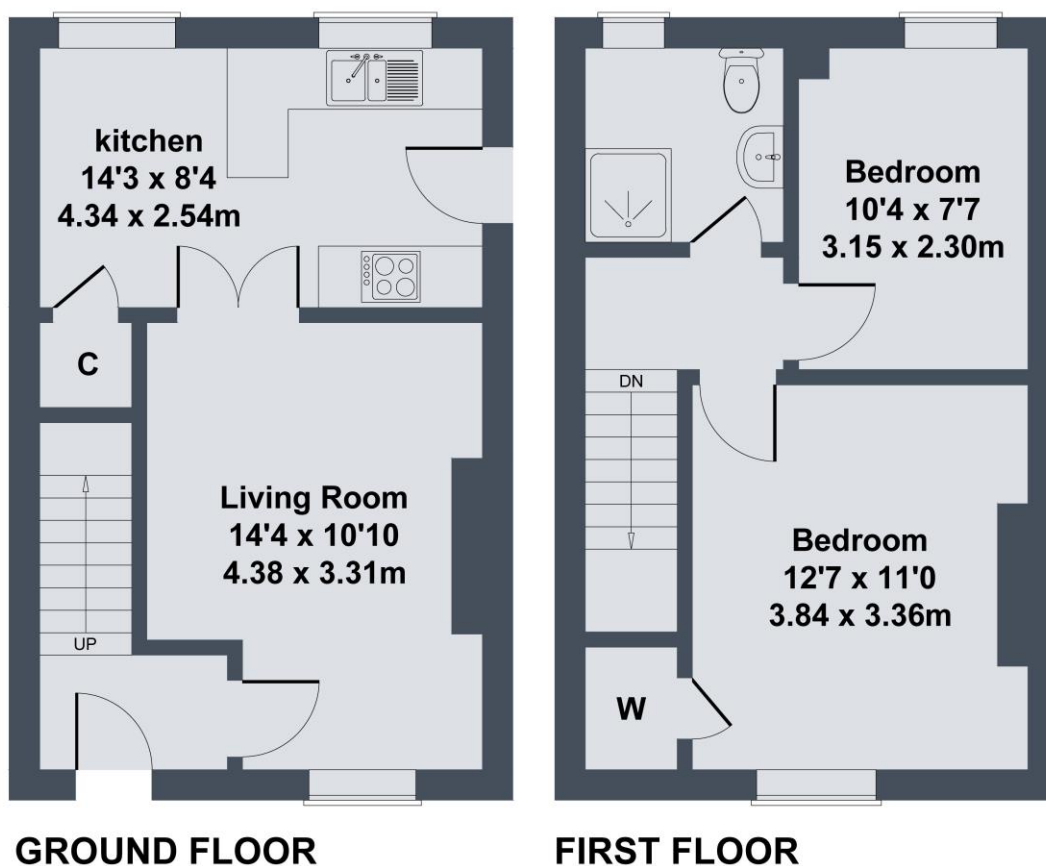 kitchen
14'3 x 8'4
4.34 x 2.54m
C
Living Room
14'4 x 10'10
4.38 x 3.31m
UP
GROUND FLOOR
Bedroom
10'4 x 7'7
3.15 x 2.30m
DN
Bedroom
12'7 x 11'0
3.84 x 3.36m
W
FIRST FLOOR